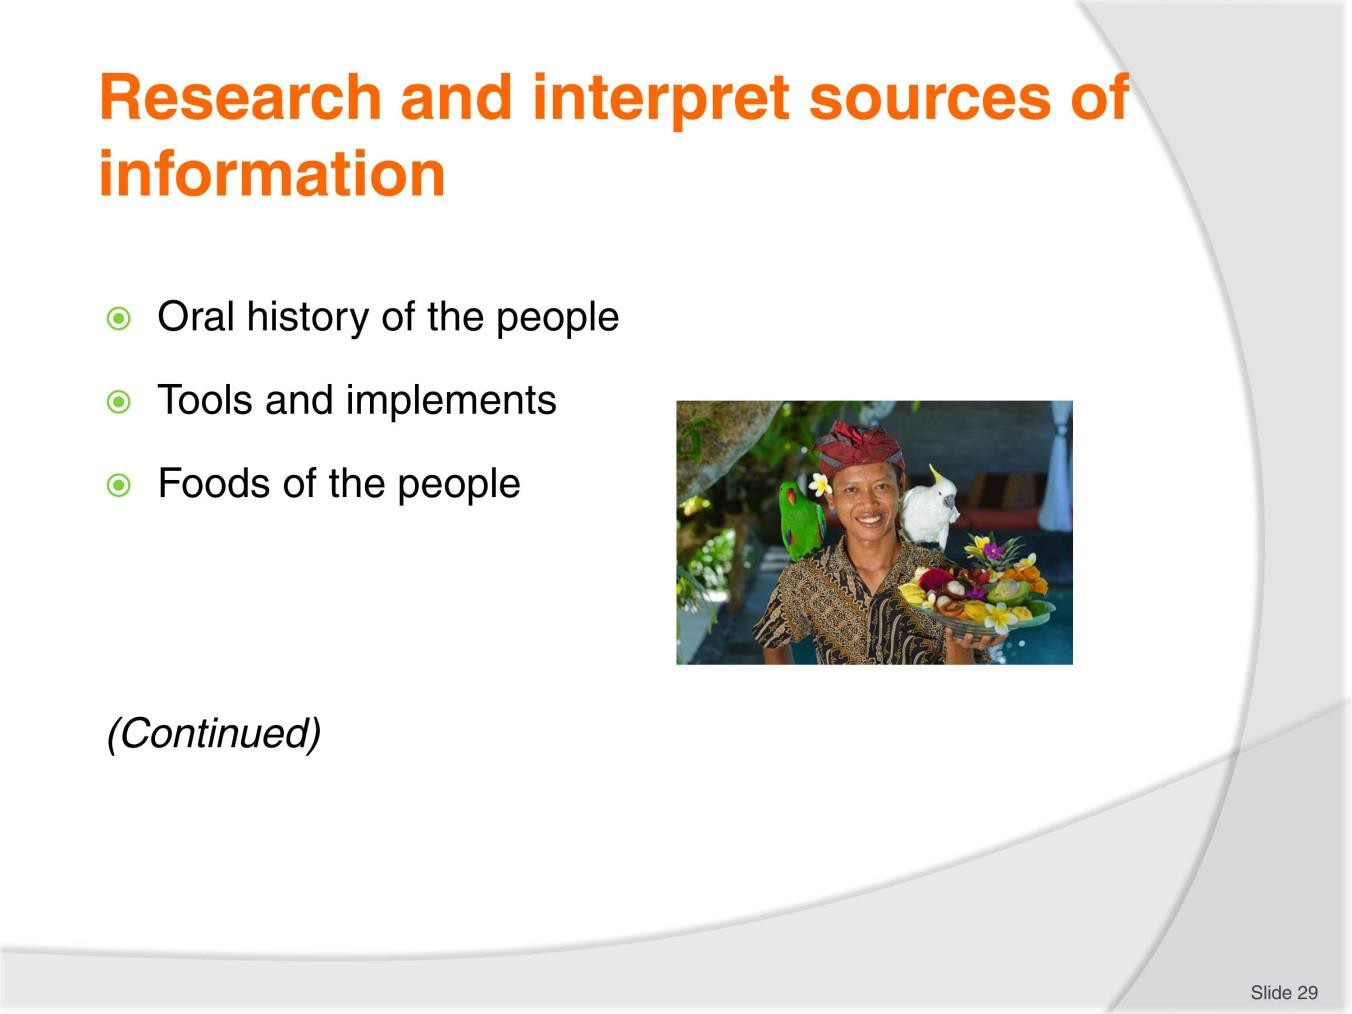 Research and interpret sources of
information
Oral history of the people
Tools and implements
Foods of the people
(Continued)
Slide 29